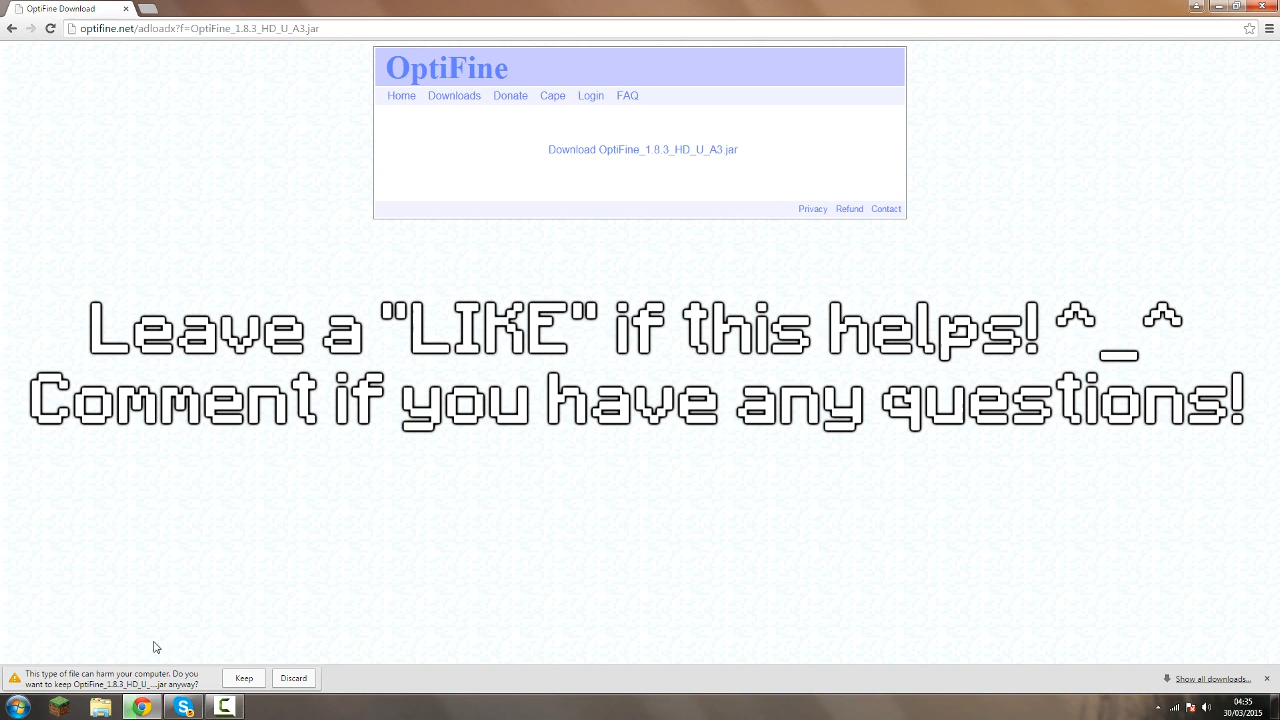 OptiFine Download
optifine.net/adloadx?f=OptiFine_1.8.3_HD_U_A3.jar
OptiFine
Home Downloads Donate Cape Login FAQ
Download OptiFine_1.8.3_HD_U_A3.jar
Privacy Refund Contact
Leave a "LIKE" if this helps! ^_^
Comment if you have any questions!
This type of file can harm your computer. Do you
want to keep OptiFine_1.8.3_HD_U_...jar anyway?
Keep Discard
Show all downloads...
04:35
30/03/2015